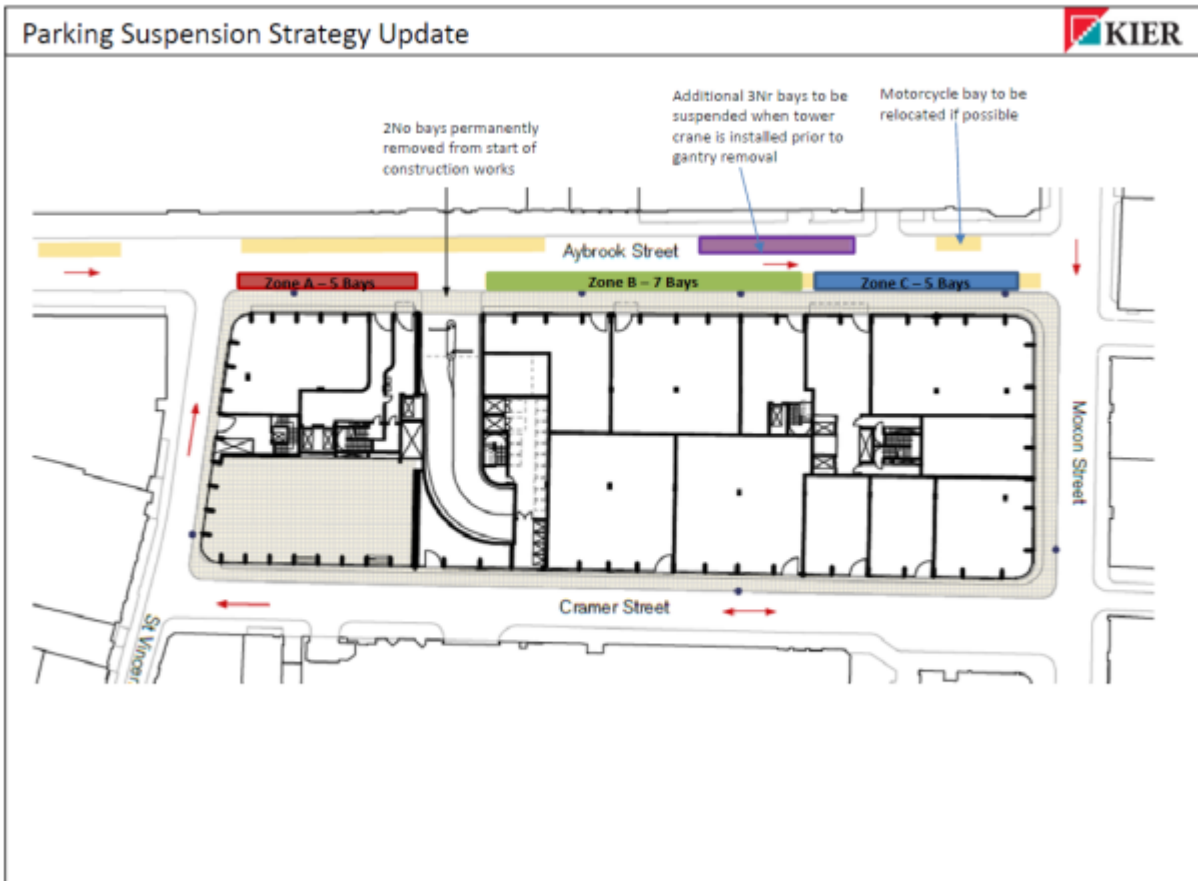 Parking Suspension Strategy Update
KIER
2No bays permanently
removed from start of
construction works
Additional 3Nr bays to be
suspended when tower
crane is installed prior to
gantry removal
Motorcycle bay to be
relocated if possible
Aybrook Street
Zone A – 5 Bays
Zone B – 7 Bays
Zone C – 5 Bays
Moxon Street
Cramer Street
St Vincen